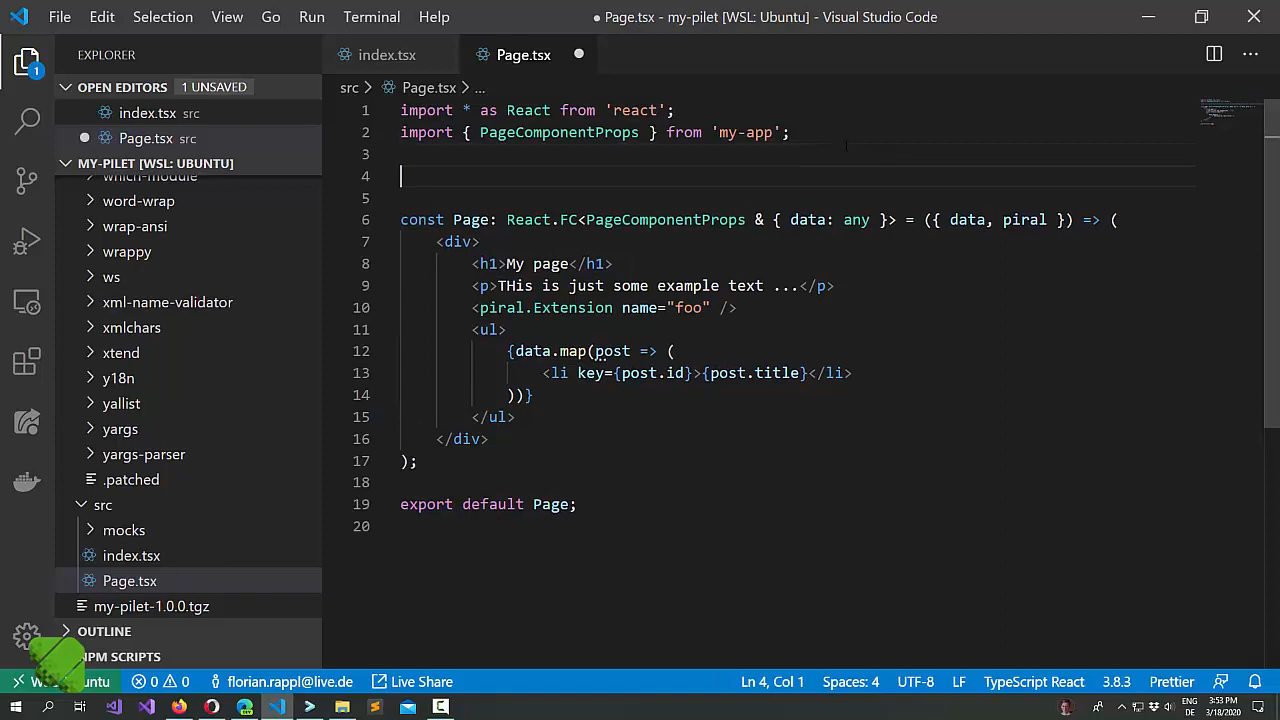 File Edit Selection View Go Run Terminal Help
● Page.tsx - my-pilet [WSL: Ubuntu] - Visual Studio Code
EXPLORER
OPEN EDITORS 1 UNSAVED
index.tsx src
Page.tsx src
MY-PILET [WSL: UBUNTU]
which-module
word-wrap
wrap-ansi
wrappy
ws
xml-name-validator
xmlchars
xtend
y18n
yallist
yargs
yargs-parser
.patched
src
mocks
index.tsx
Page.tsx
my-pilet-1.0.0.tgz
OUTLINE
NPM SCRIPTS
1
index.tsx
Page.tsx
src > Page.tsx > ...
1 import * as React from 'react';
2 import { PageComponentProps } from 'my-app';
3
4
5
6 const Page: React.FC<PageComponentProps & { data: any }> = ({ data, piral }) => (
7 <div>
8 <h1>My page</h1>
9 <p>THis is just some example text ...</p>
10 <piral.Extension name="foo" />
11 <ul>
12 {data.map(post => (
13 <li key={post.id}>{post.title}</li>
14 ))}
15 </ul>
16 </div>
17 );
18
19 export default Page;
20
0 0 florian.rappl@live.de Live Share
Ln 4, Col 1 Spaces: 4 UTF-8 LF TypeScript React 3.8.3 Prettier
ENG
DE
3:53 PM
3/18/2020